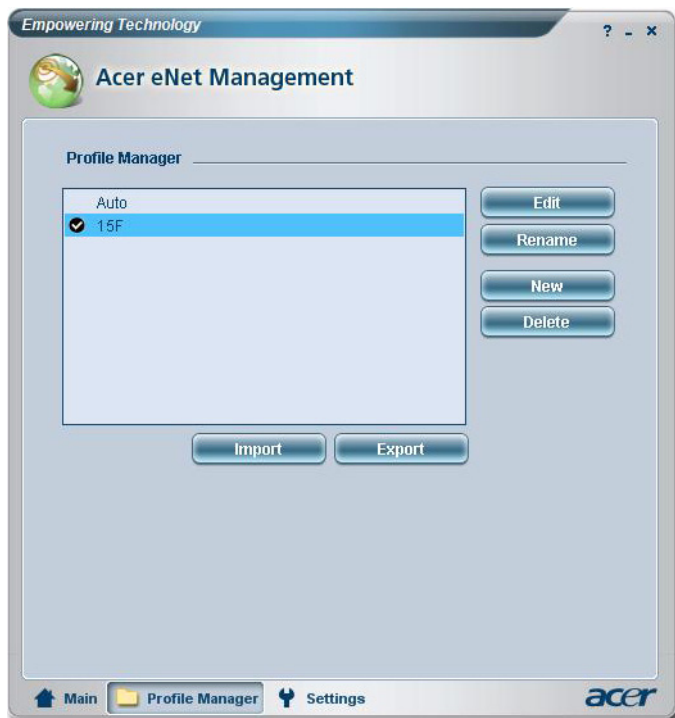 Empowering Technology
? - ×
Acer eNet Management
Profile Manager
Auto
15F
Edit
Rename
New
Delete
Import
Export
Main
Profile Manager
Settings
acer